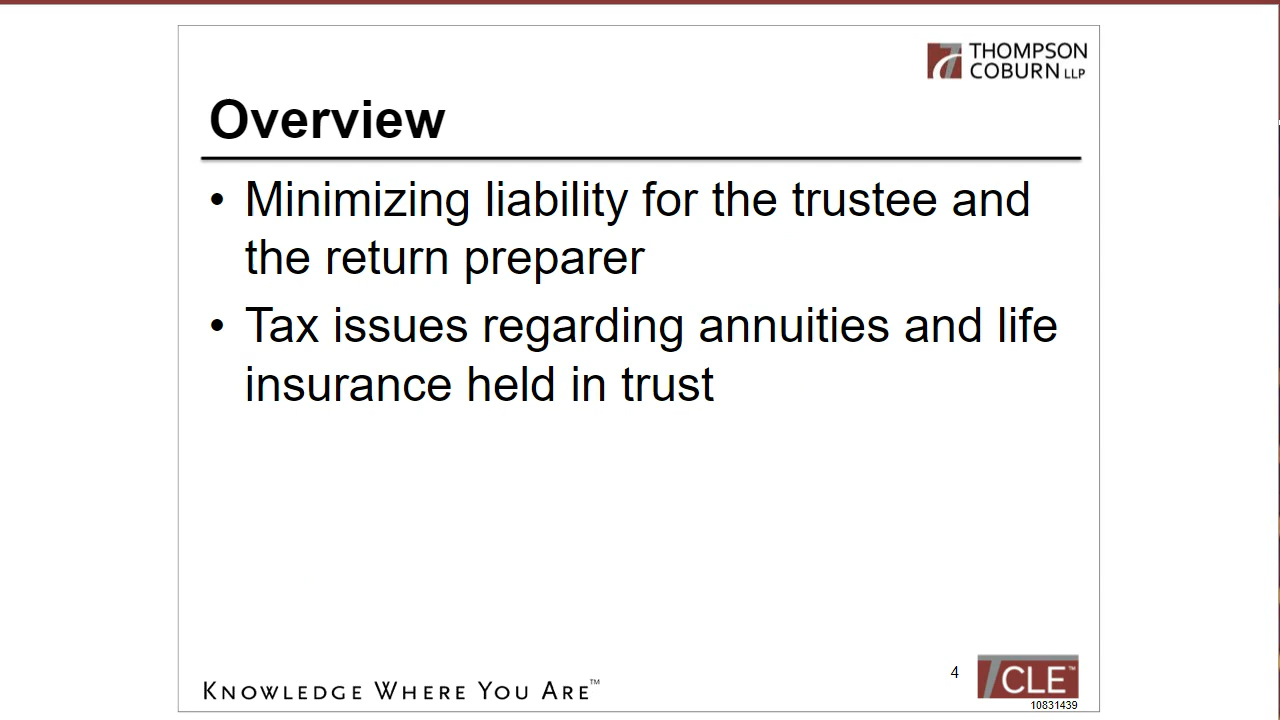 THOMPSON
COBURN LLP
Overview
• Minimizing liability for the trustee and
the return preparer
• Tax issues regarding annuities and life
insurance held in trust
KNOWLEDGE WHERE YOU ARE™
4
TCLE™
10831439